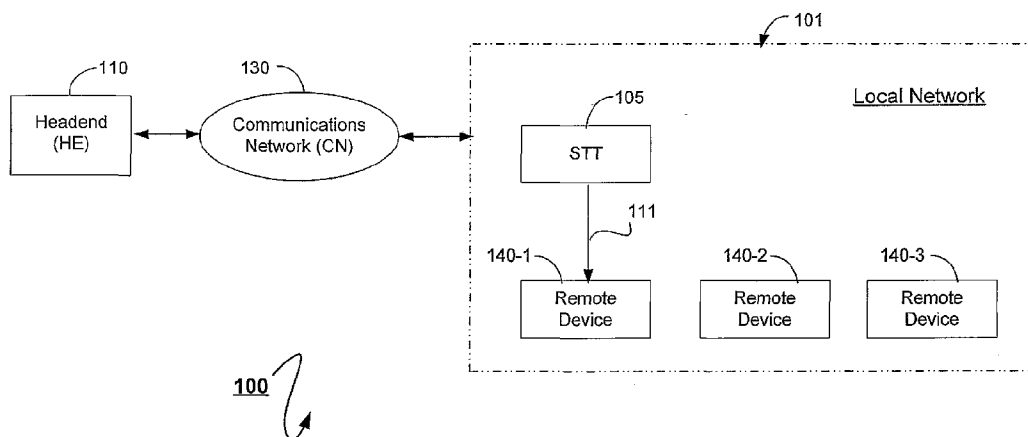 101
110
130
Local Network
105
Headend
(HE)
Communications
Network (CN)
STT
111
140-1
140-2
140-3
Remote
Device
Remote
Device
Remote
Device
100